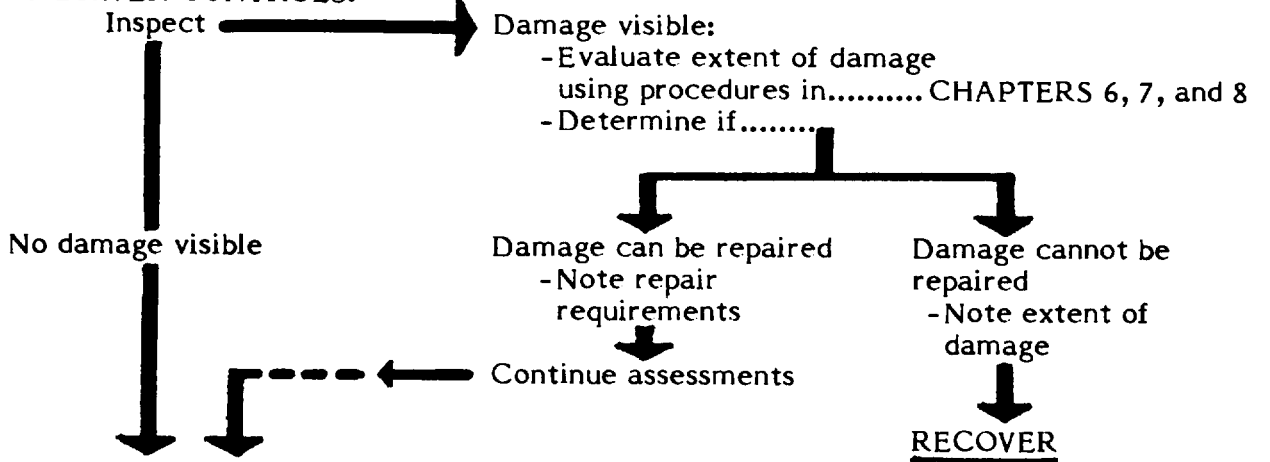 Inspect
Damage visible:
-Evaluate extent of damage
using procedures in.......... CHAPTERS 6, 7, and 8
-Determine if.........
No damage visible
Damage can be repaired
-Note repair
requirements
Continue assessments
Damage cannot be
repaired
-Note extent of
damage
RECOVER